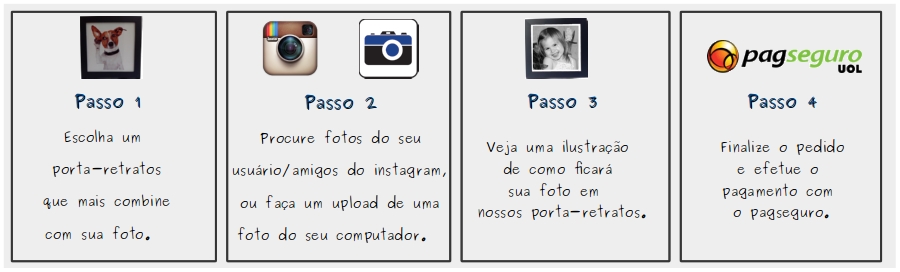 Passo 1
Escolha um
porta-retratos
que mais combine
com sua foto.
Passo 2
Procure fotos do seu
usuário/amigos do instagram,
ou faça um upload de uma
foto do seu computador.
Passo 3
Veja uma ilustração
de como ficará
sua foto em
nossos porta-retratos.
pagseguro
UOL
Passo 4
Finalize o pedido
e efetue o
pagamento com
o pagseguro.